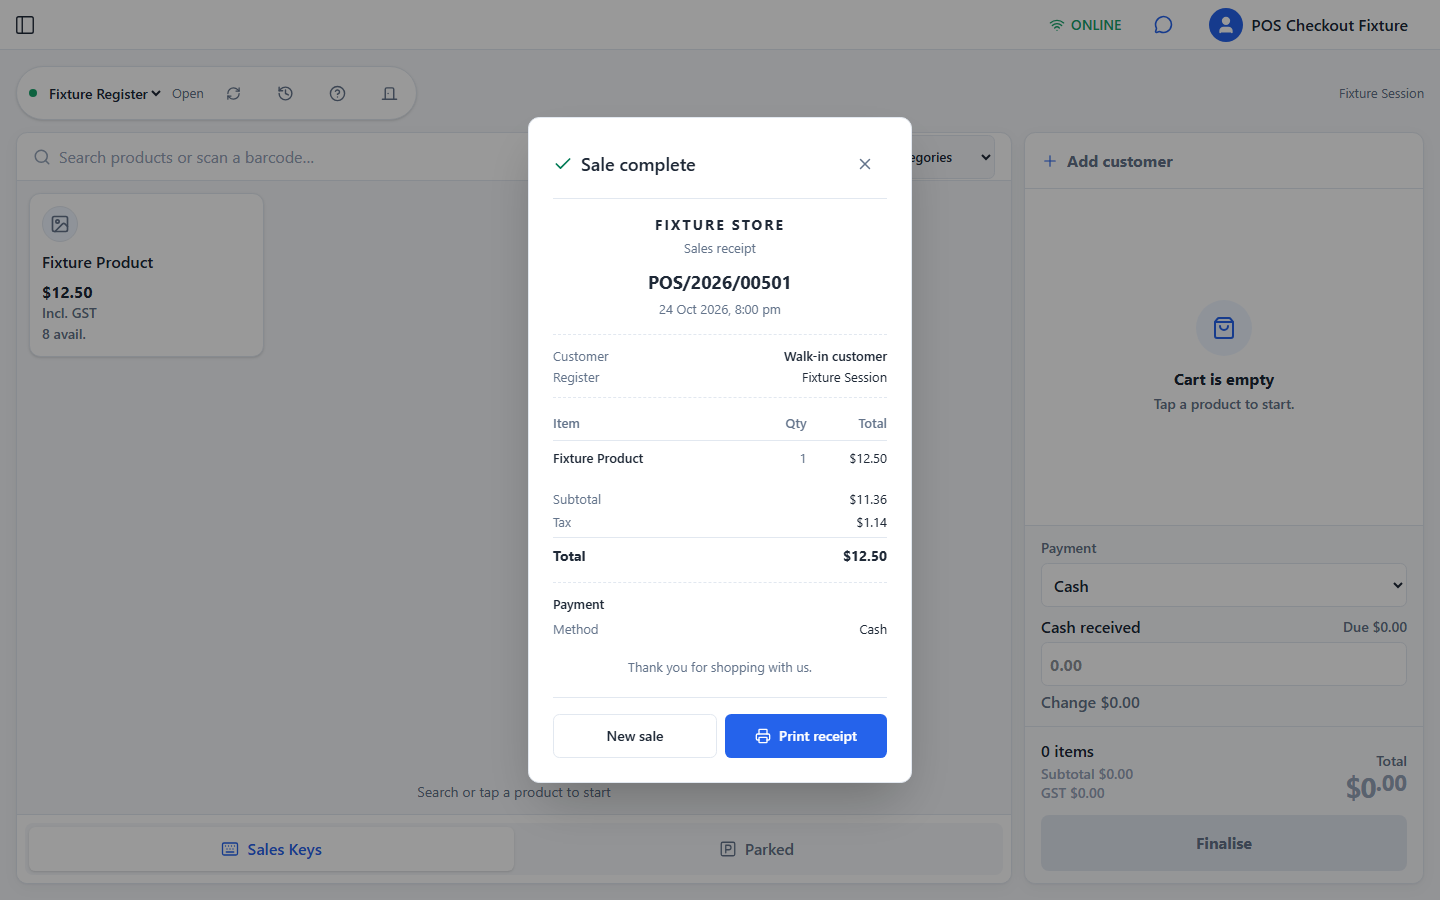 ONLINE
POS Checkout Fixture
Fixture Register
Open
Fixture Session
Search products or scan a barcode...
egories
Add customer
Fixture Product
$12.50
Incl. GST
8 avail.
Sale complete
FIXTURE STORE
Sales receipt
POS/2026/00501
24 Oct 2026, 8:00 pm
Customer Walk-in customer
Register Fixture Session
Item Qty Total
Fixture Product 1 $12.50
Subtotal $11.36
Tax $1.14
Total $12.50
Payment
Method Cash
Thank you for shopping with us.
New sale
Print receipt
Cart is empty
Tap a product to start.
Payment
Cash
Cash received Due $0.00
0.00
Change $0.00
0 items
Subtotal $0.00
GST $0.00
Total
$0.00
Finalise
Search or tap a product to start
Sales Keys
Parked